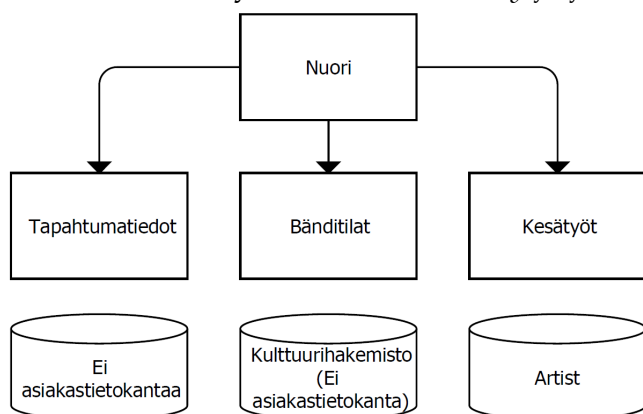 Nuori
Tapahtumatiedot
Bänditilat
Kesätyöt
Ei
asiakastietokantaa
Kulttuurihakemisto
(Ei
asiakastietokanta)
Artist